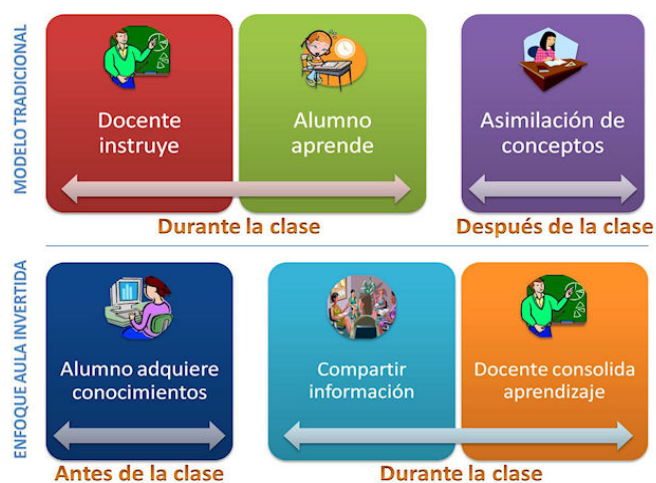 MODELO TRADICIONAL
Docente
instruye
Alumno
aprende
Asimilación de
conceptos
Durante la clase
Después de la clase
ENFOQUE AULA INVERTIDA
Alumno adquiere
conocimientos
Compartir
información
Docente consolida
aprendizaje
Antes de la clase
Durante la clase